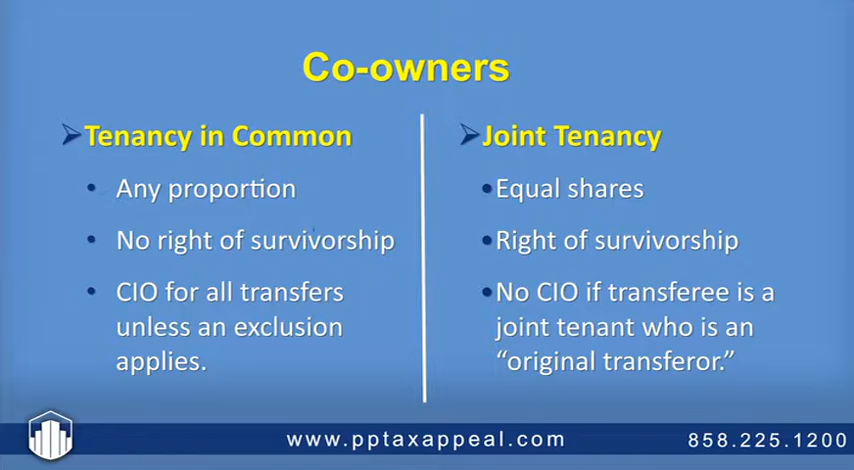 Co-owners
Tenancy in Common
Any proportion
No right of survivorship
CIO for all transfers
unless an exclusion
applies.
Joint Tenancy
Equal shares
Right of survivorship
No CIO if transferee is a
joint tenant who is an
“original transferor.”
www.pptaxappeal.com
858.225.1200